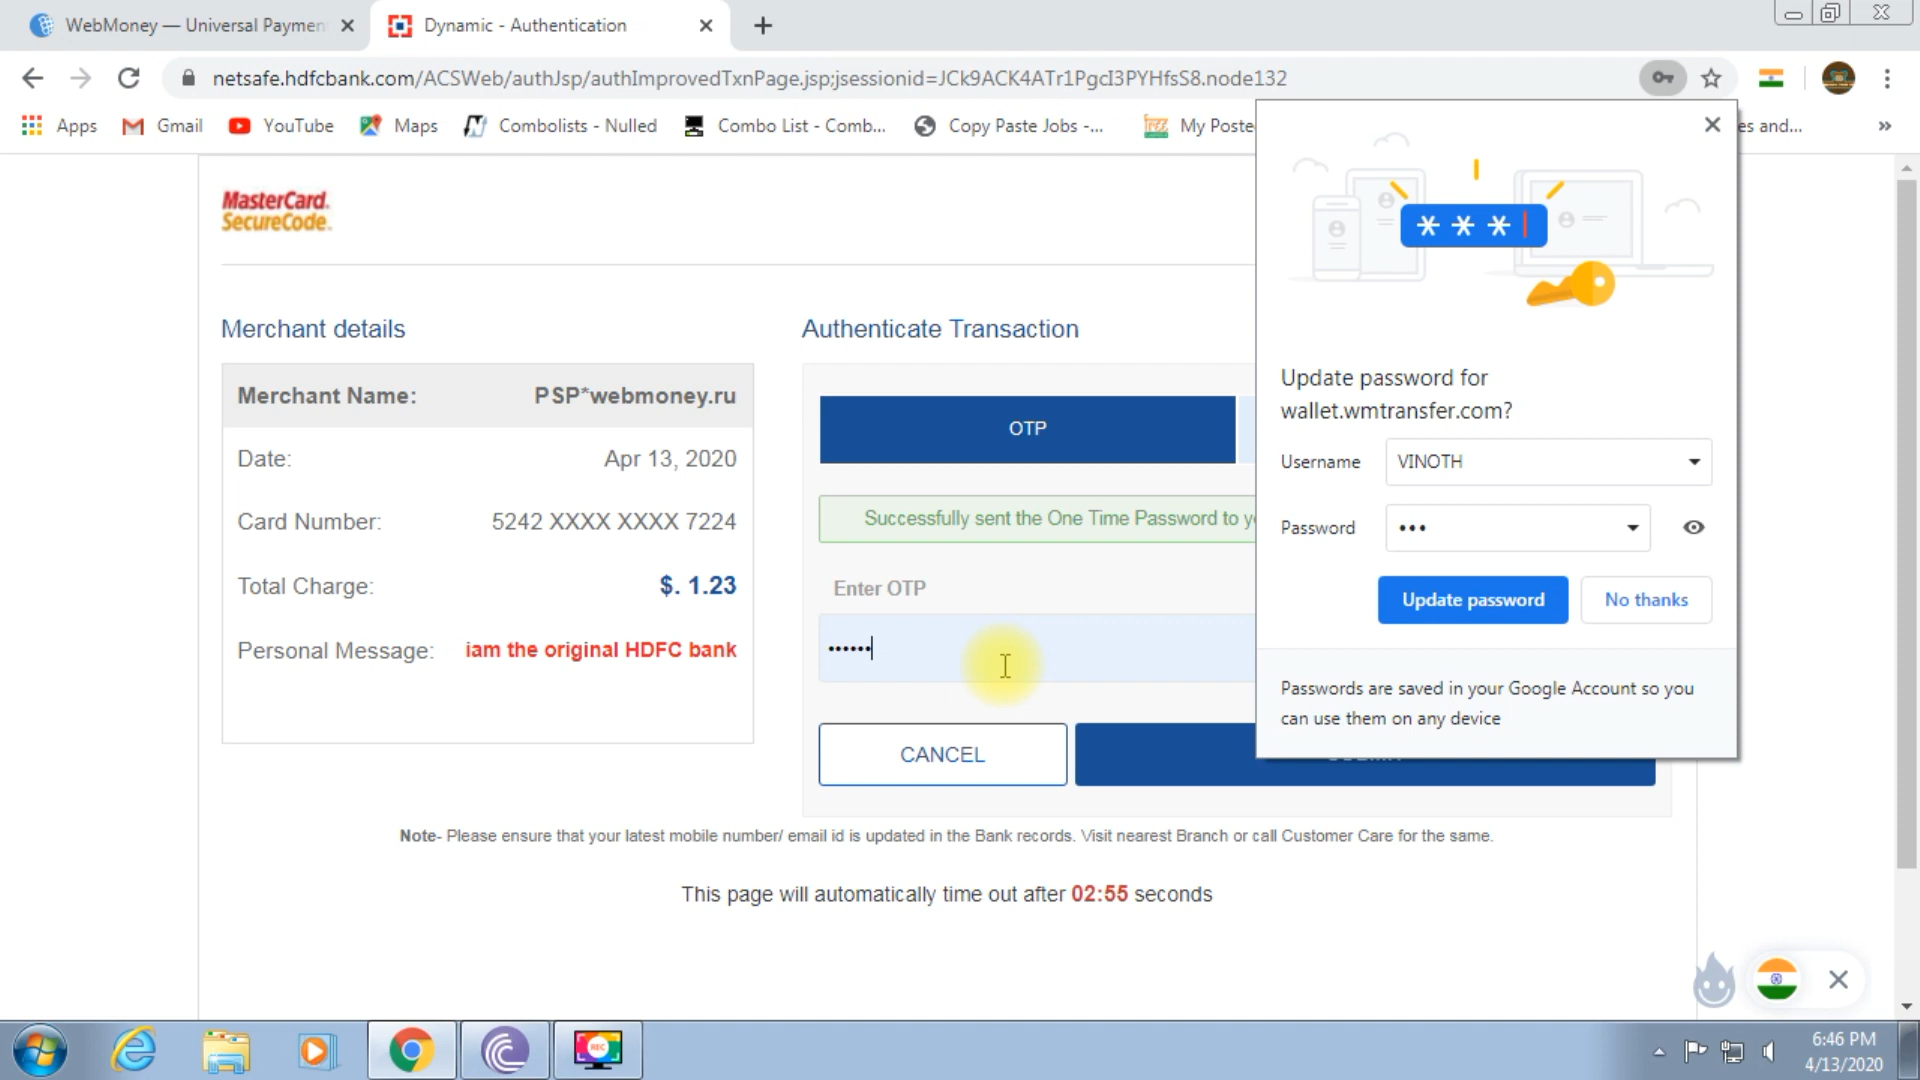 WebMoney — Universal Paymen
Dynamic - Authentication
netsafe.hdfcbank.com/ACSWeb/authJsp/authImprovedTxnPage.jsp;jsessionid=JCk9ACK4ATr1PgcI3PYHfsS8.node132
Apps
Gmail
YouTube
Maps
Combolists - Nulled
Combo List - Comb...
Copy Paste Jobs -...
My Poste
es and...
»
MasterCard.
SecureCode.
Merchant details
Authenticate Transaction
Merchant Name: PSP*webmoney.ru
Date: Apr 13, 2020
Card Number: 5242 XXXX XXXX 7224
Total Charge: $. 1.23
Personal Message: iam the original HDFC bank
OTP
Successfully sent the One Time Password to
Enter OTP
••••••
CANCEL
Note- Please ensure that your latest mobile number/ email id is updated in the Bank records. Visit nearest Branch or call Customer Care for the same.
This page will automatically time out after 02:55 seconds
* * *
Update password for
wallet.wmtransfer.com?
Username VINOTH
Password •••
Update password No thanks
Passwords are saved in your Google Account so you
can use them on any device
REC
6:46 PM
4/13/2020